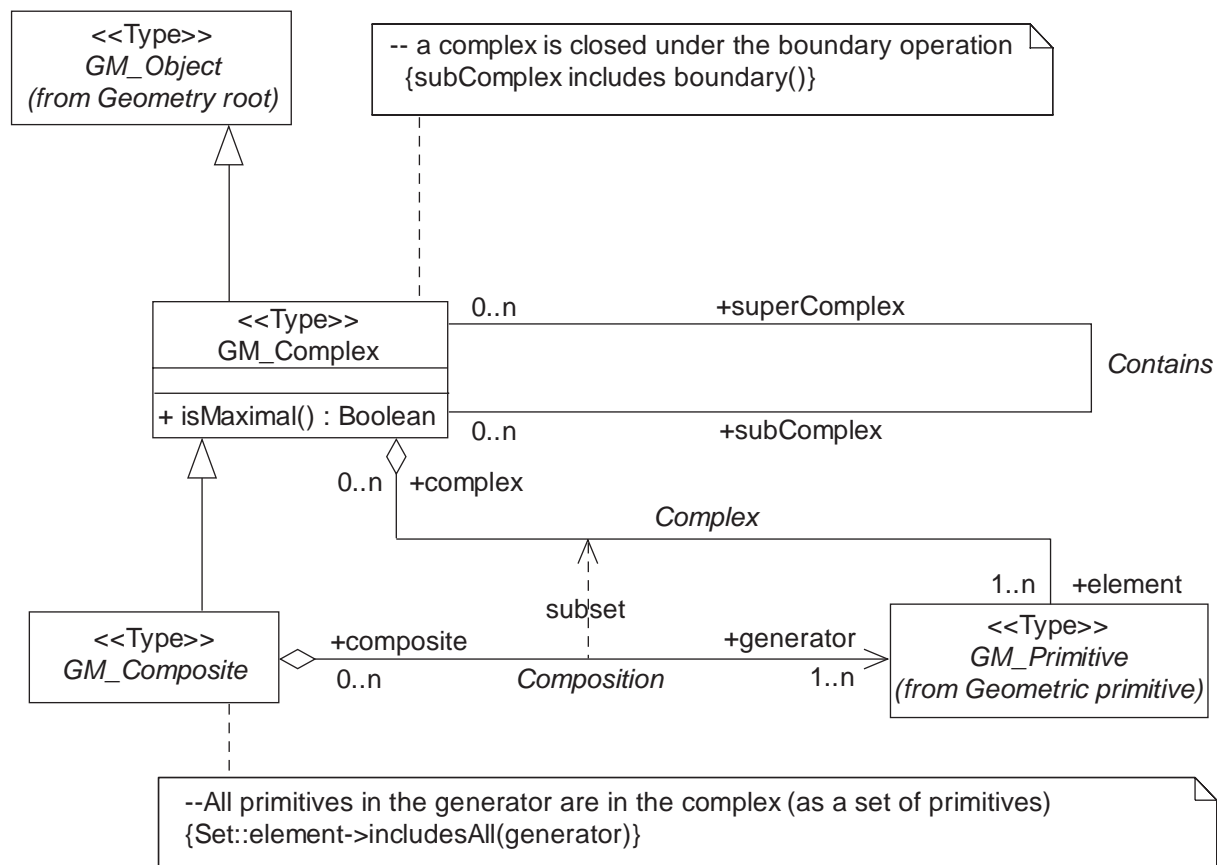 <<Type>>
GM_Object
(from Geometry root)
-- a complex is closed under the boundary operation
{subComplex includes boundary()}
<<Type>>
GM_Complex
+ isMaximal() : Boolean
0..n
+superComplex
Contains
0..n
+subComplex
0..n
+complex
Complex
1..n
+element
subset
<<Type>>
GM_Composite
+composite
0..n
Composition
+generator
1..n
<<Type>>
GM_Primitive
(from Geometric primitive)
--All primitives in the generator are in the complex (as a set of primitives)
{Set::element->includesAll(generator)}